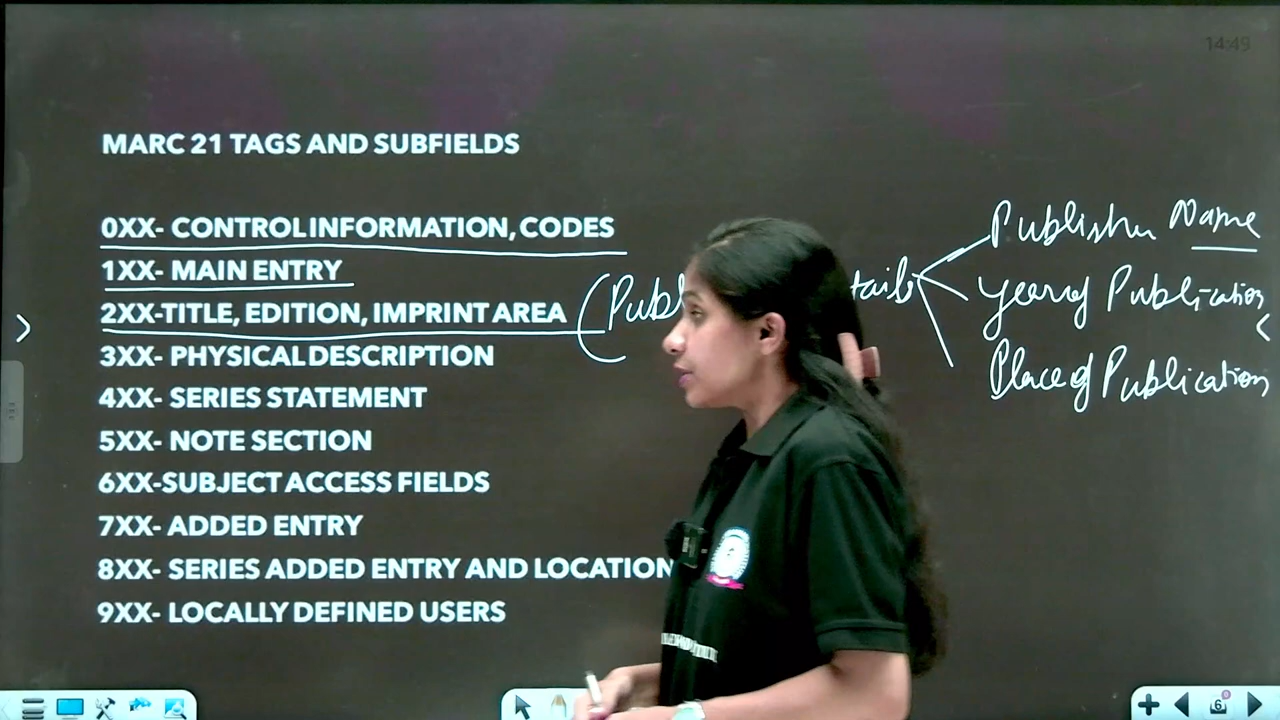 14:49
MARC 21 TAGS AND SUBFIELDS
0XX- CONTROL INFORMATION, CODES
1XX- MAIN ENTRY
2XX-TITLE, EDITION, IMPRINT AREA
3XX- PHYSICAL DESCRIPTION
4XX- SERIES STATEMENT
5XX- NOTE SECTION
6XX-SUBJECT ACCESS FIELDS
7XX- ADDED ENTRY
8XX- SERIES ADDED ENTRY AND LOCATION
9XX- LOCALLY DEFINED USERS
Publisher Name
year of Publication
Place of Publication
6